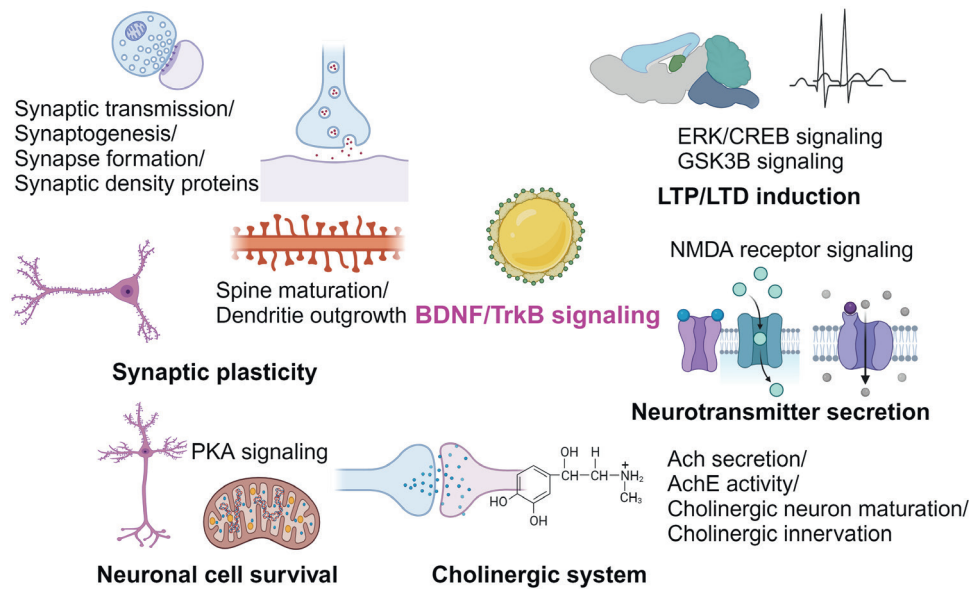 Synaptic transmission/
Synaptogenesis/
Synapse formation/
Synaptic density proteins
Spine maturation/
Dendritie outgrowth
Synaptic plasticity
BDNF/TrkB signaling
ERK/CREB signaling
GSK3B signaling
LTP/LTD induction
NMDA receptor signaling
Neurotransmitter secretion
PKA signaling
Neuronal cell survival
OH H
+
NH₂
CH₃
HO
OH
Cholinergic system
Ach secretion/
AchE activity/
Cholinergic neuron maturation/
Cholinergic innervation